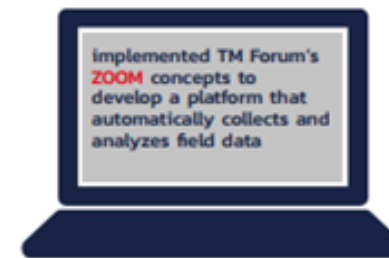 implemented TM Forum's
ZOOM concepts to
develop a platform that
automatically collects and
analyzes field data